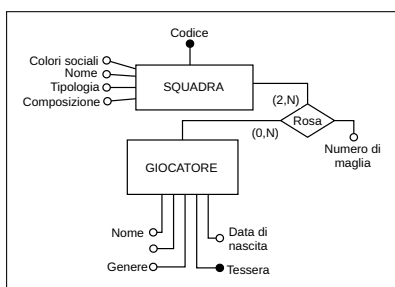 Codice
Colori sociali
Nome
Tipologia
Composizione
SQUADRA
(2,N)
Rosa
(0,N)
Numero di
maglia
GIOCATORE
Nome
Data di
nascita
Genere
Tessera